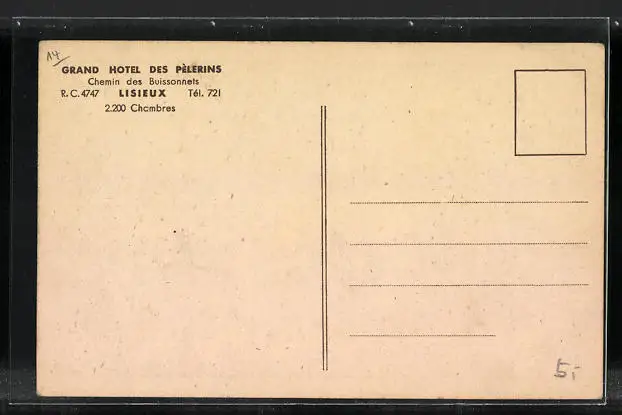 14
GRAND HOTEL DES PÈLERINS
Chemin des Buissonnets
R.C. 4747 LISIEUX Tél. 721
2.200 Chambres
5,-